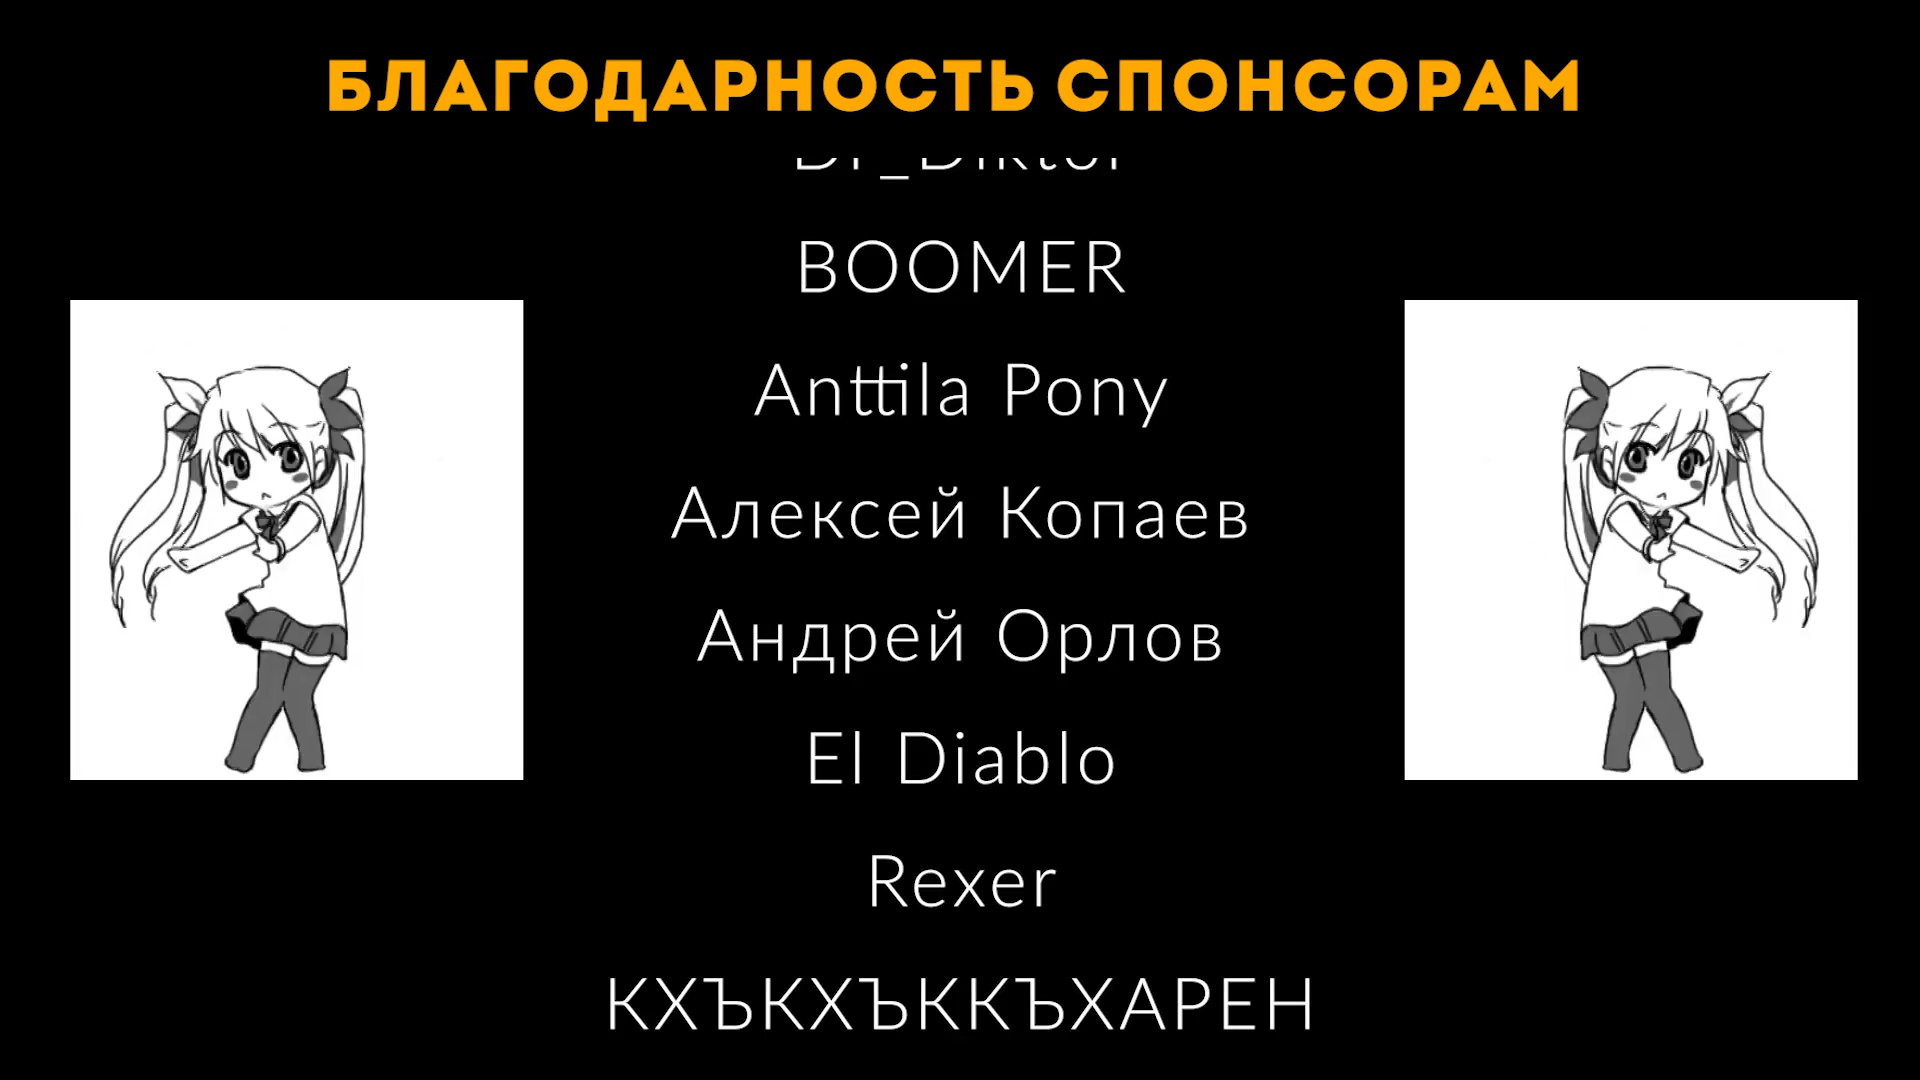 БЛАГОДАРНОСТЬ СПОНСОРАМ
BOOMER
Anttila Pony
Алексей Копаев
Андрей Орлов
El Diablo
Rexer
КХЪКХЪККЪХАРЕН